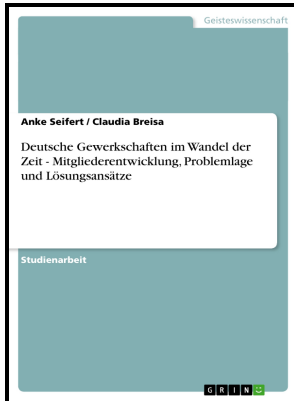 Geisteswissenschaft
Anke Seifert / Claudia Breisa
Deutsche Gewerkschaften im Wandel der
Zeit - Mitgliederentwicklung, Problemlage
und Lösungsansätze
Studienarbeit
GRIN